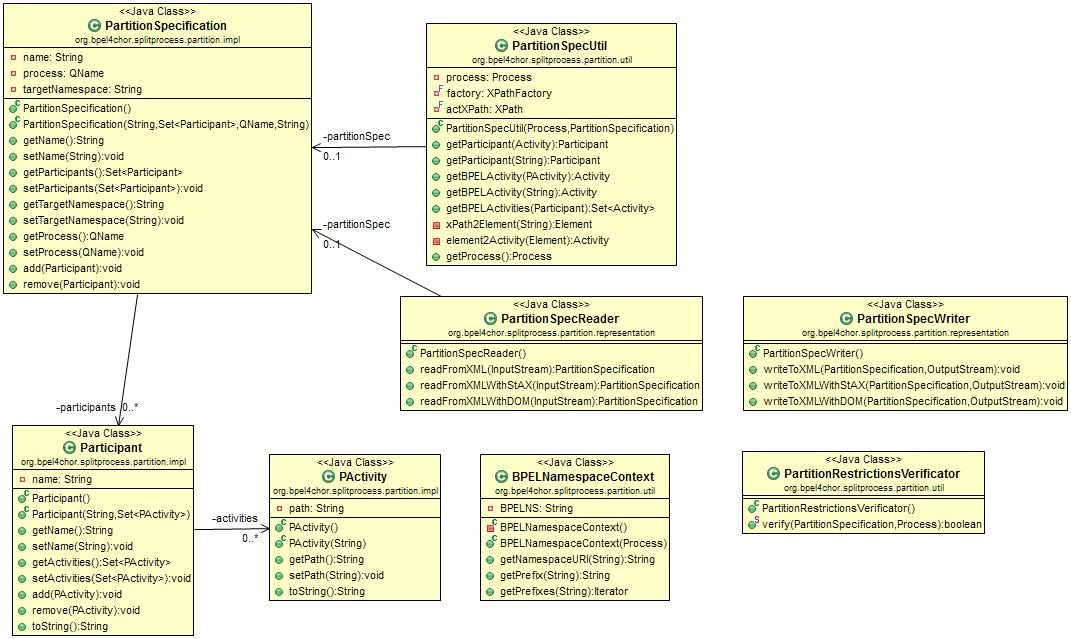 <<Java Class>>
PartitionSpecification
org.bpel4chor.splitprocess.partition.impl
name: String
process: QName
targetNamespace: String
PartitionSpecification()
PartitionSpecification(String,Set<Participant>,QName,String)
getName():String
setName(String):void
getParticipants():Set<Participant>
setParticipants(Set<Participant>):void
getTargetNamespace():String
setTargetNamespace(String):void
getProcess():QName
setProcess(QName):void
add(Participant):void
remove(Participant):void
<<Java Class>>
PartitionSpecUtil
org.bpel4chor.splitprocess.partition.util
process: Process
factory: XPathFactory
actXPath: XPath
PartitionSpecUtil(Process,PartitionSpecification)
getParticipant(Activity):Participant
getParticipant(String):Participant
getBPELActivity(PActivity):Activity
getBPELActivity(String):Activity
getBPELActivities(Participant):Set<Activity>
xPath2Element(String):Element
element2Activity(Element):Activity
getProcess():Process
-partitionSpec
0..1
-partitionSpec
0..1
<<Java Class>>
PartitionSpecReader
org.bpel4chor.splitprocess.partition.representation
PartitionSpecReader()
readFromXML(InputStream):PartitionSpecification
readFromXMLWithStAX(InputStream):PartitionSpecification
readFromXMLWithDOM(InputStream):PartitionSpecification
<<Java Class>>
PartitionSpecWriter
org.bpel4chor.splitprocess.partition.representation
PartitionSpecWriter()
writeToXML(PartitionSpecification,OutputStream):void
writeToXMLWithStAX(PartitionSpecification,OutputStream):void
writeToXMLWithDOM(PartitionSpecification,OutputStream):void
-participants 0..*
<<Java Class>>
Participant
org.bpel4chor.splitprocess.partition.impl
name: String
Participant()
Participant(String,Set<PActivity>)
getName():String
setName(String):void
getActivities():Set<PActivity>
setActivities(Set<PActivity>):void
add(PActivity):void
remove(PActivity):void
toString():String
-activities
0..*
<<Java Class>>
PActivity
org.bpel4chor.splitprocess.partition.impl
path: String
PActivity()
PActivity(String)
getPath():String
setPath(String):void
toString():String
<<Java Class>>
BPELNamespaceContext
org.bpel4chor.splitprocess.partition.util
BPELNS: String
BPELNamespaceContext()
BPELNamespaceContext(Process)
getNamespaceURI(String):String
getPrefix(String):String
getPrefixes(String):Iterator
<<Java Class>>
PartitionRestrictionsVerificator
org.bpel4chor.splitprocess.partition.util
PartitionRestrictionsVerificator()
verify(PartitionSpecification,Process):boolean